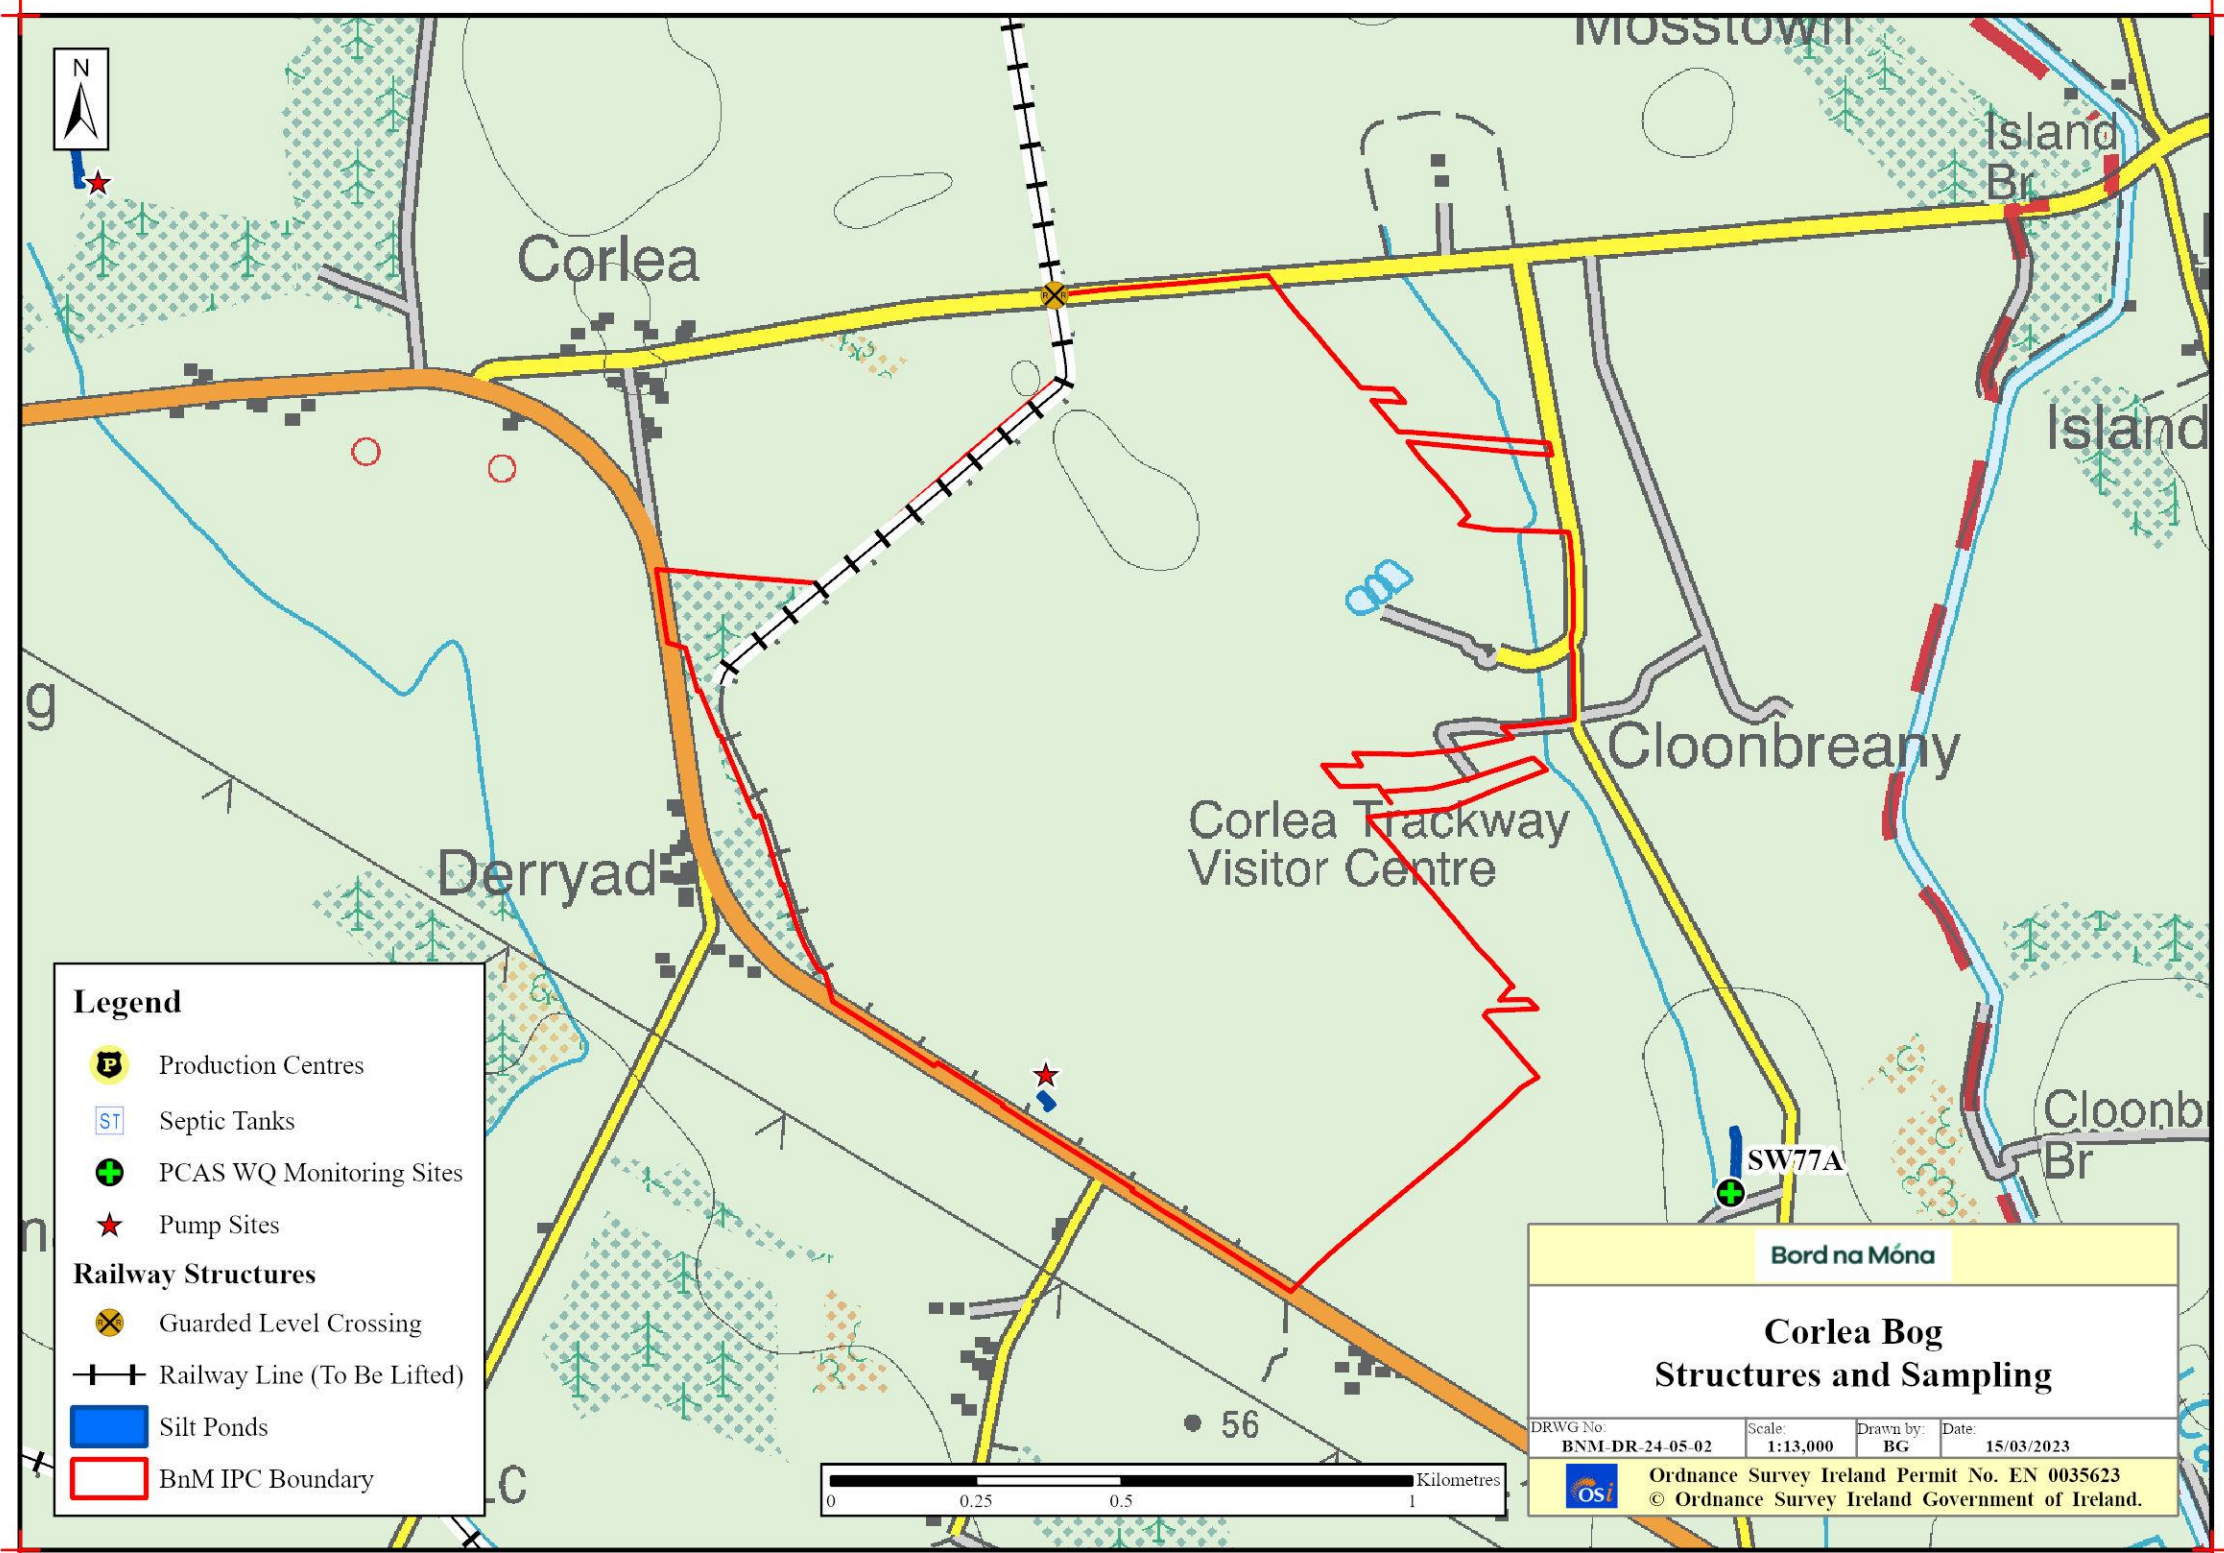 Mosstown
N
Island
Br
Corlea
Island
g
Cloonbreany
Corlea Trackway
Visitor Centre
Derryad
Legend
P
Production Centres
ST
Septic Tanks
PCAS WQ Monitoring Sites
Pump Sites
Railway Structures
Guarded Level Crossing
Railway Line (To Be Lifted)
Silt Ponds
BnM IPC Boundary
Cloonb
Br
SW77A
n
56
Bord na Móna
Corlea Bog
Structures and Sampling
DRWG No:
BNM-DR-24-05-02
Scale:
1:13,000
Drawn by:
BG
Date:
15/03/2023
Kilometres
0 0.25 0.5 1
OSi
Ordnance Survey Ireland Permit No. EN 0035623
© Ordnance Survey Ireland Government of Ireland.